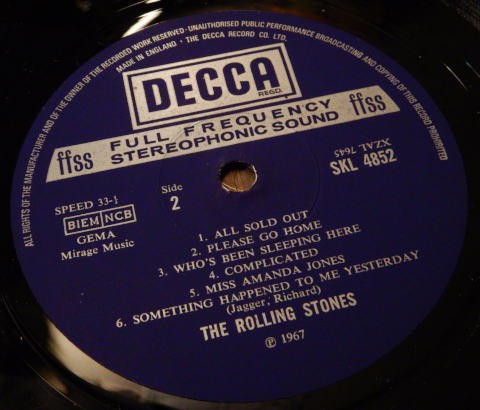 ALL RIGHTS OF THE MANUFACTURER AND OF THE OWNER OF THE RECORDED WORK RESERVED · UNAUTHORISED PUBLIC PERFORMANCE BROADCASTING AND COPYING OF THIS RECORD PROHIBITED
MADE IN ENGLAND · THE DECCA RECORD CO. LTD.
DECCA
REGD.
ffss FULL FREQUENCY ffss
STEREOPHONIC SOUND
XZAL 7645
SKL 4852
SPEED 33-⅓
BIEM NCB
GEMA
Mirage Music
Side
2
1. ALL SOLD OUT
2. PLEASE GO HOME
3. WHO'S BEEN SLEEPING HERE
4. COMPLICATED
5. MISS AMANDA JONES
6. SOMETHING HAPPENED TO ME YESTERDAY
(Jagger, Richard)
THE ROLLING STONES
℗ 1967